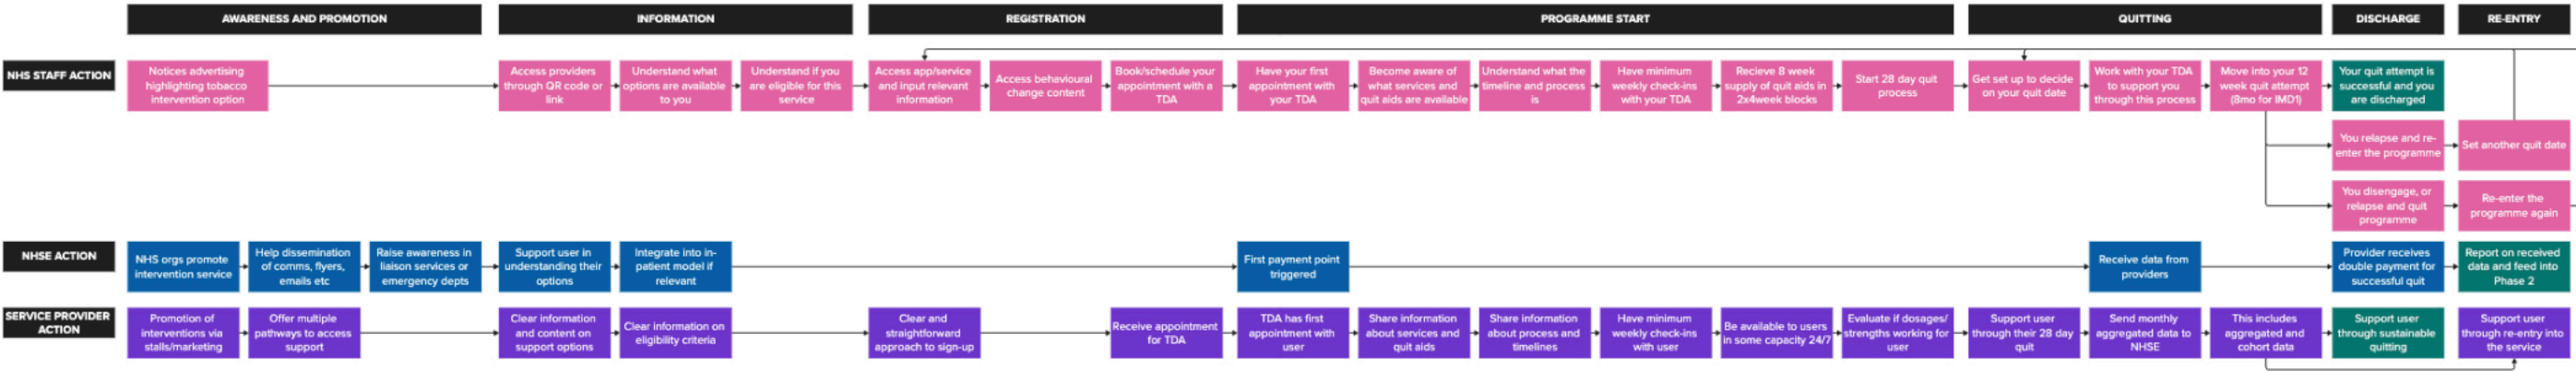 AWARENESS AND PROMOTION
INFORMATION
REGISTRATION
PROGRAMME START
QUITTING
DISCHARGE
RE-ENTRY
NHS STAFF ACTION
Notices advertising
highlighting tobacco
intervention option
Access providers
through QR code or
link
Understand what
options are available
to you
Understand if you
are eligible for this
service
Access app/service
and input relevant
information
Access behavioural
change content
Book/schedule your
appointment with a
TDA
Have your first
appointment with
your TDA
Become aware of
what services and
quit aids are available
Understand what the
timeline and process
is
Have minimum
weekly check-ins
with your TDA
Recieve 8 week
supply of quit aids in
2x4week blocks
Start 28 day quit
process
Get set up to decide
on your quit date
Work with your TDA
to support you
through this process
Move into your 12
week quit attempt
(8mo for IMD1)
Your quit attempt is
successful and you
are discharged
You relapse and re-
enter the programme
Set another quit date
You disengage, or
relapse and quit
programme
Re-enter the
programme again
NHSE ACTION
NHS orgs promote
intervention service
Help dissemination
of comms, flyers,
emails etc
Raise awareness in
liaison services or
emergency depts
Support user in
understanding their
options
Integrate into in-
patient model if
relevant
First payment point
triggered
Receive data from
providers
Provider receives
double payment for
successful quit
Report on received
data and feed into
Phase 2
SERVICE PROVIDER
ACTION
Promotion of
interventions via
stalls/marketing
Offer multiple
pathways to access
support
Clear information
and content on
support options
Clear information on
eligibility criteria
Clear and
straightforward
approach to sign-up
Receive appointment
for TDA
TDA has first
appointment with
user
Share information
about services and
quit aids
Share information
about process and
timelines
Have minimum
weekly check-ins
with user
Be available to users
in some capacity 24/7
Evaluate if dosages/
strengths working for
user
Support user
through their 28 day
quit
Send monthly
aggregated data to
NHSE
This includes
aggregated and
cohort data
Support user
through sustainable
quitting
Support user
through re-entry into
the service